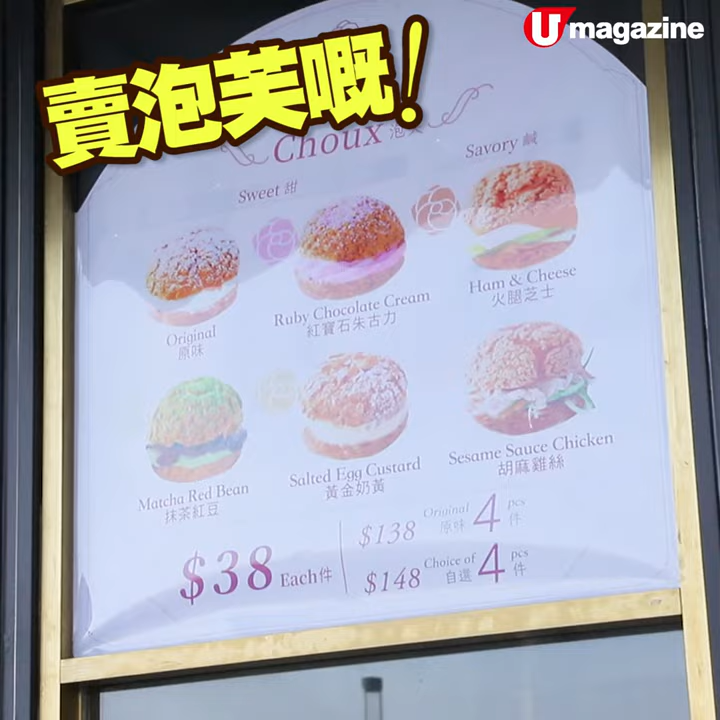 U magazine
賣泡芙嘅！
Choux 泡芙
Sweet 甜
Savory 鹹
Original
原味
Ruby Chocolate Cream
紅寶石朱古力
Ham & Cheese
火腿芝士
Matcha Red Bean
抹茶紅豆
Salted Egg Custard
黃金奶黃
Sesame Sauce Chicken
胡麻雞絲
$38 Each件
$138 Original 原味 4 pcs 件
$148 Choice of 自選 4 pcs 件